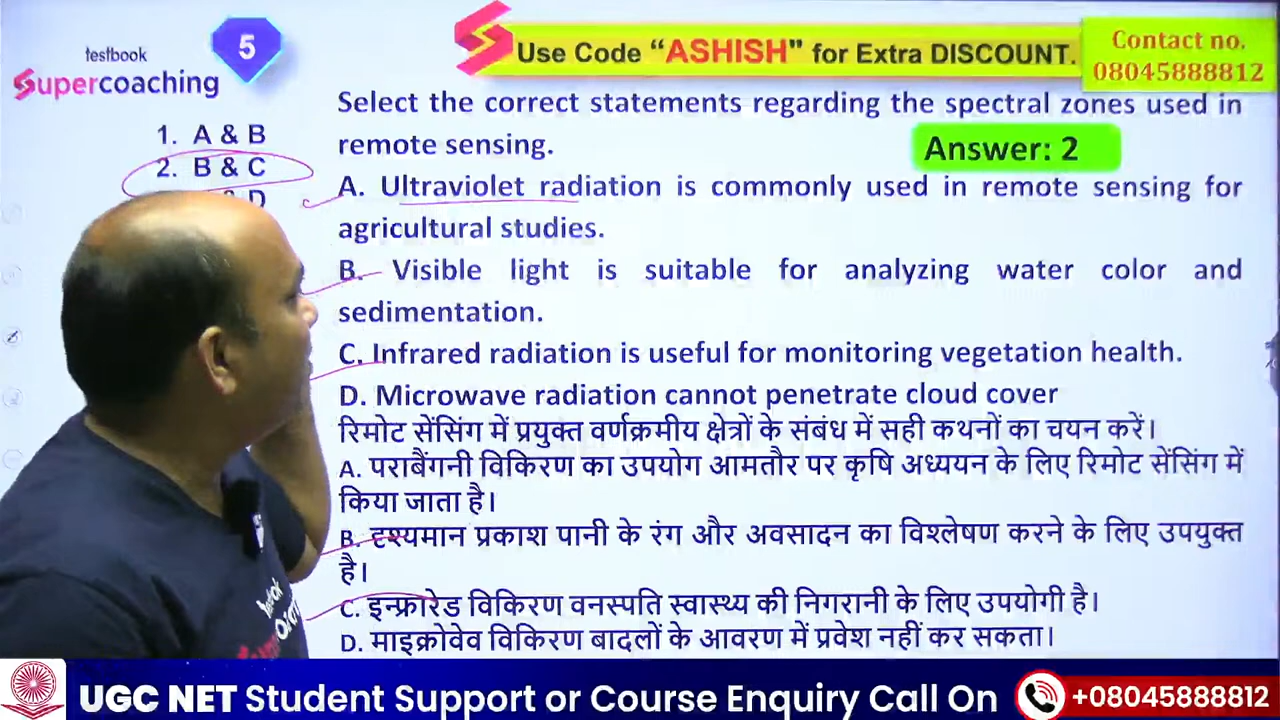 testbook
Supercoaching
5
Use Code “ASHISH” for Extra DISCOUNT.
Contact no.
08045888812
1. A & B
2. B & C
D
Select the correct statements regarding the spectral zones used in
remote sensing.
Answer: 2
A. Ultraviolet radiation is commonly used in remote sensing for
agricultural studies.
B. Visible light is suitable for analyzing water color and
sedimentation.
C. Infrared radiation is useful for monitoring vegetation health.
D. Microwave radiation cannot penetrate cloud cover
रिमोट सेंसिंग में प्रयुक्त वर्णक्रमीय क्षेत्रों के संबंध में सही कथनों का चयन करें।
A. पराबैंगनी विकिरण का उपयोग आमतौर पर कृषि अध्ययन के लिए रिमोट सेंसिंग में
किया जाता है।
B. दृश्यमान प्रकाश पानी के रंग और अवसादन का विश्लेषण करने के लिए उपयुक्त
है।
C. इन्फ्रारेड विकिरण वनस्पति स्वास्थ्य की निगरानी के लिए उपयोगी है।
D. माइक्रोवेव विकिरण बादलों के आवरण में प्रवेश नहीं कर सकता।
UGC NET Student Support or Course Enquiry Call On
+08045888812